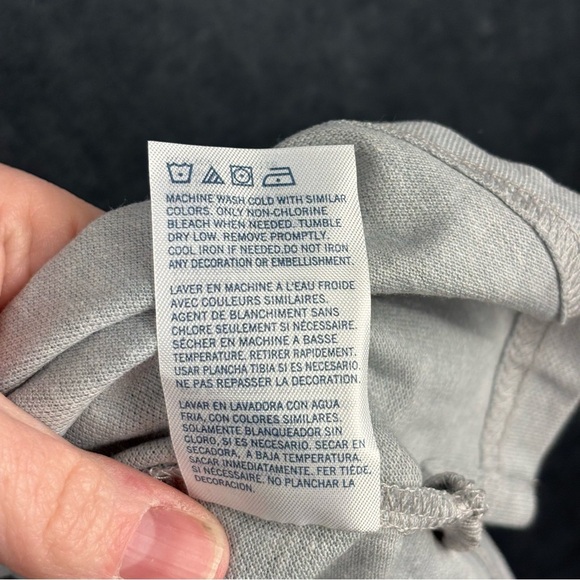 MACHINE WASH COLD WITH SIMILAR
COLORS. ONLY NON-CHLORINE
BLEACH WHEN NEEDED. TUMBLE
DRY LOW. REMOVE PROMPTLY.
COOL IRON IF NEEDED.DO NOT IRON
ANY DECORATION OR EMBELLISHMENT.
LAVER EN MACHINE A L'EAU FROIDE
AVEC COULEURS SIMILAIRES.
AGENT DE BLANCHIMENT SANS
CHLORE SEULEMENT SI NÉCESSAIRE.
SÉCHER EN MACHINE A BASSE
TEMPERATURE. RETIRER RAPIDEMENT.
USAR PLANCHA TIBIA SI ES NECESARIO.
NE PAS REPASSER LA DECORATION.
LAVAR EN LAVADORA CON AGUA
FRIA, CON COLORES SIMILARES.
SOLAMENTE BLANQUEADOR SIN
CLORO, SI ES NECESARIO. SECAR EN
SECADORA, A BAJA TEMPERATURA.
SACAR INMEDIATAMENTE. FER TIÈDE,
SI NÉCESSAIRE. NO PLANCHAR LA
DECORACION.